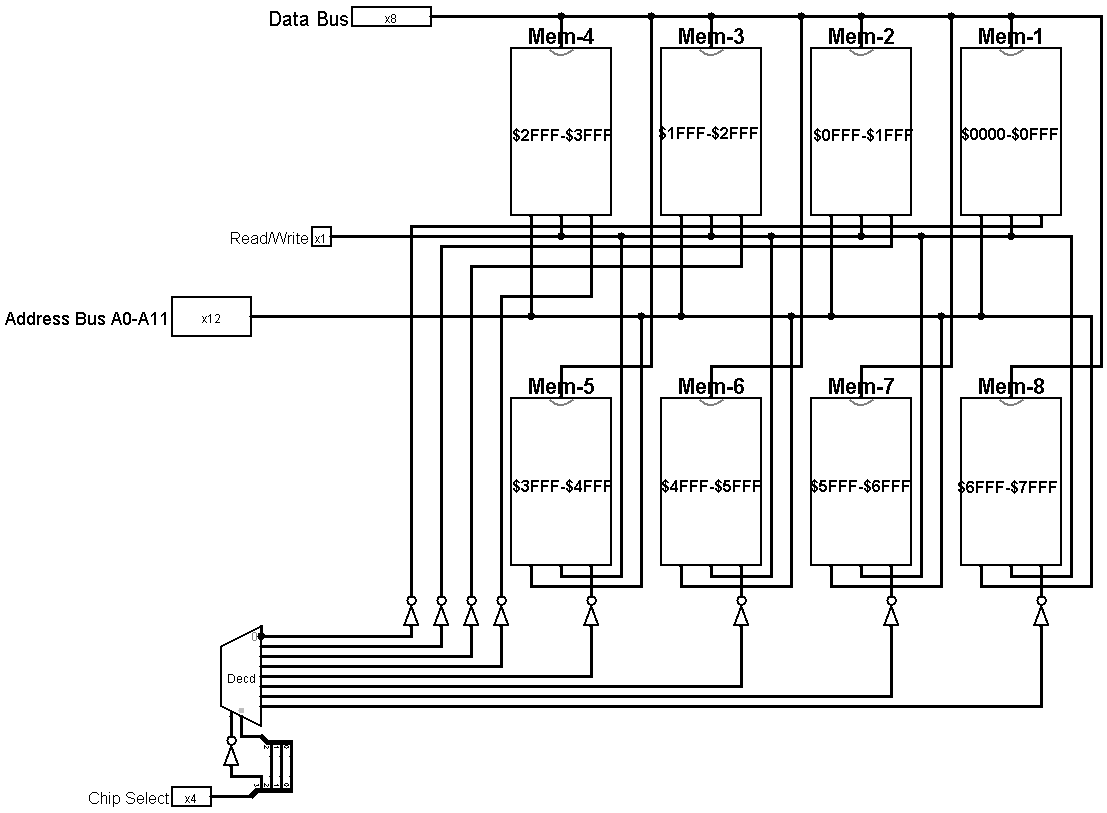 Data Bus x8
Mem-4 Mem-3 Mem-2 Mem-1
$2FFF-$3FFF $1FFF-$2FFF $0FFF-$1FFF $0000-$0FFF
Read/Write x1
Address Bus A0-A11 x12
Mem-5 Mem-6 Mem-7 Mem-8
$3FFF-$4FFF $4FFF-$5FFF $5FFF-$6FFF $6FFF-$7FFF
0
Decd
Chip Select x4